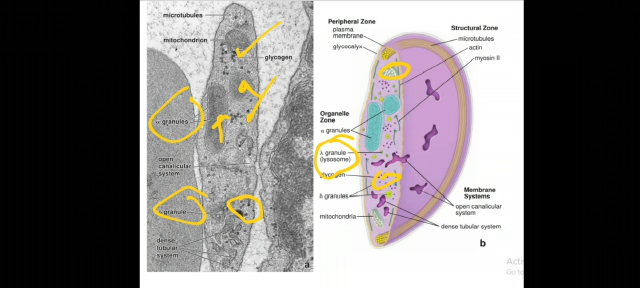 microtubules
mitochondrion
glycogen
α granules
open
canalicular
system
granule
dense
tubular
system
a
Peripheral Zone
plasma
membrane
glycocalyx
Structural Zone
microtubules
actin
myosin II
Organelle
Zone
α granules
λ granule
(lysosome)
δ granules
mitochondria
Membrane
Systems
open canalicular
system
dense tubular system
b
Go to